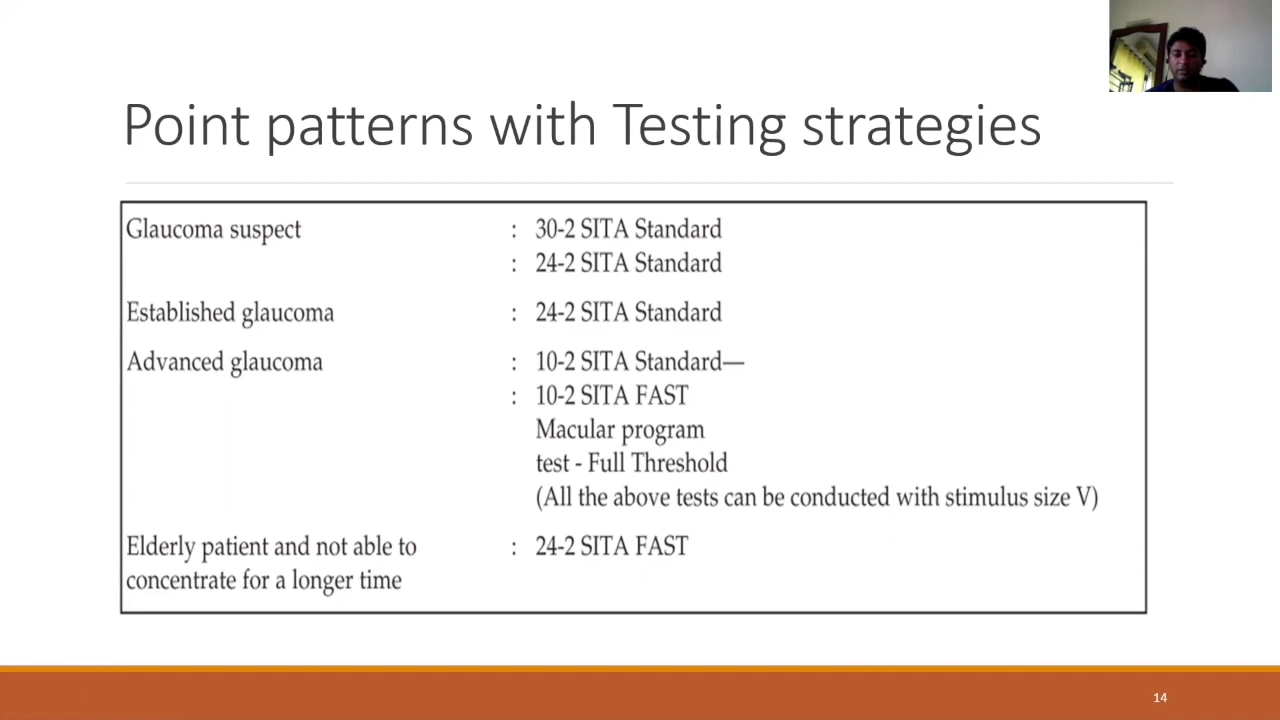 Point patterns with Testing strategies
Glaucoma suspect : 30-2 SITA Standard
: 24-2 SITA Standard
Established glaucoma : 24-2 SITA Standard
Advanced glaucoma : 10-2 SITA Standard—
: 10-2 SITA FAST
Macular program
test - Full Threshold
(All the above tests can be conducted with stimulus size V)
Elderly patient and not able to : 24-2 SITA FAST
concentrate for a longer time
14